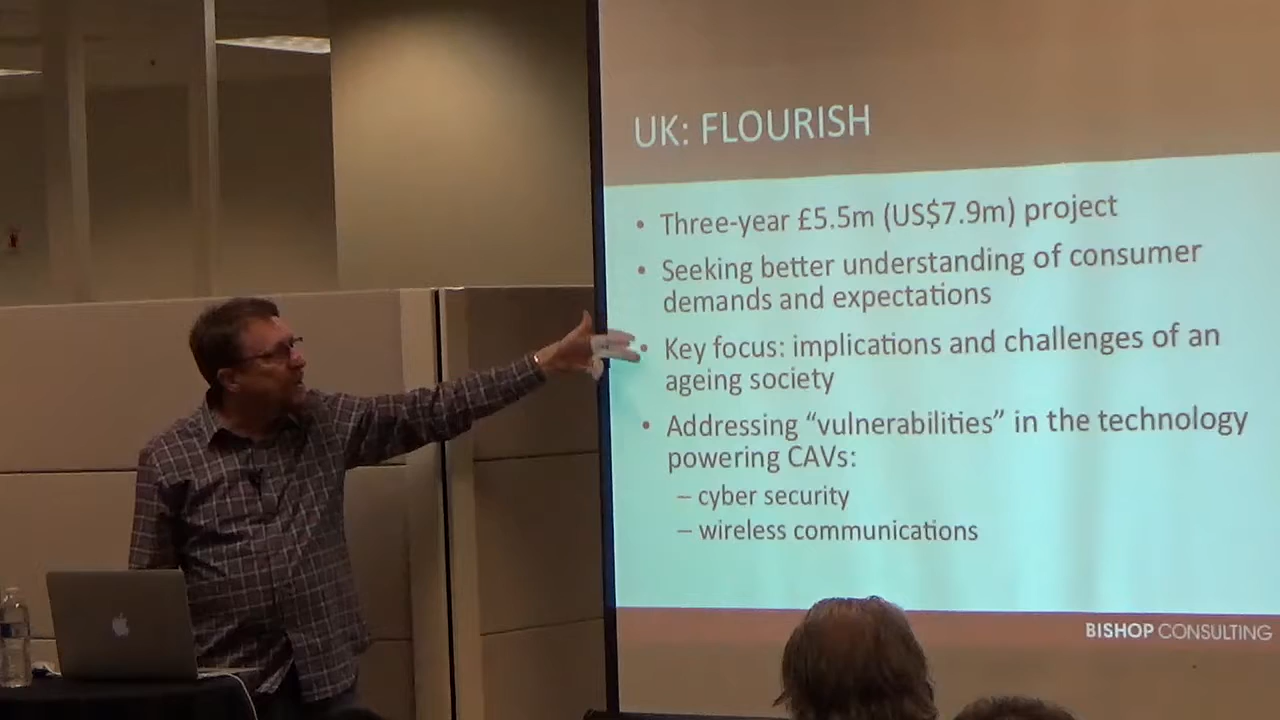 UK: FLOURISH
• Three-year £5.5m (US$7.9m) project
• Seeking better understanding of consumer
demands and expectations
• Key focus: implications and challenges of an
ageing society
• Addressing “vulnerabilities” in the technology
powering CAVs:
– cyber security
– wireless communications
BISHOP CONSULTING